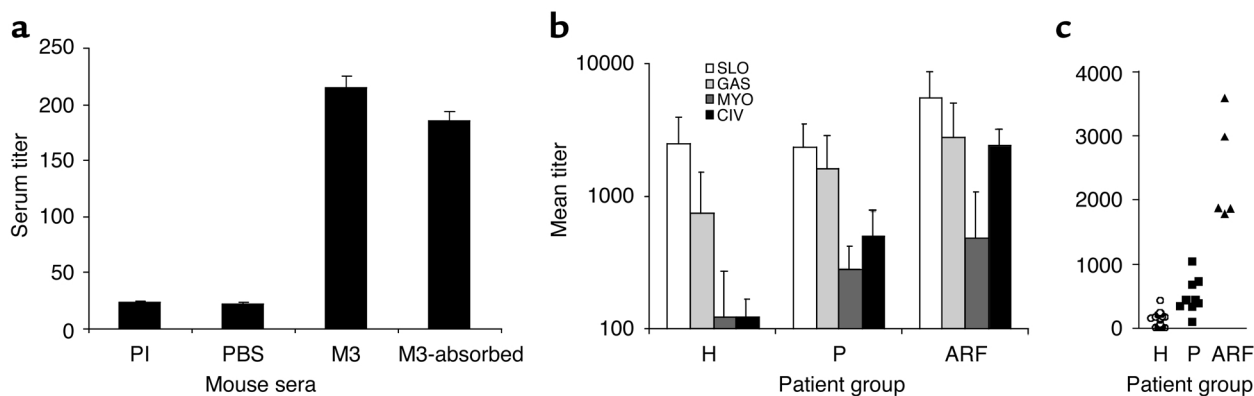 a
250
200
150
100
50
0
Serum titer
PI PBS M3 M3-absorbed
Mouse sera
b
10000
1000
100
Mean titer
SLO
GAS
MYO
CIV
H P ARF
Patient group
c
4000
3000
2000
1000
0
H P ARF
Patient group